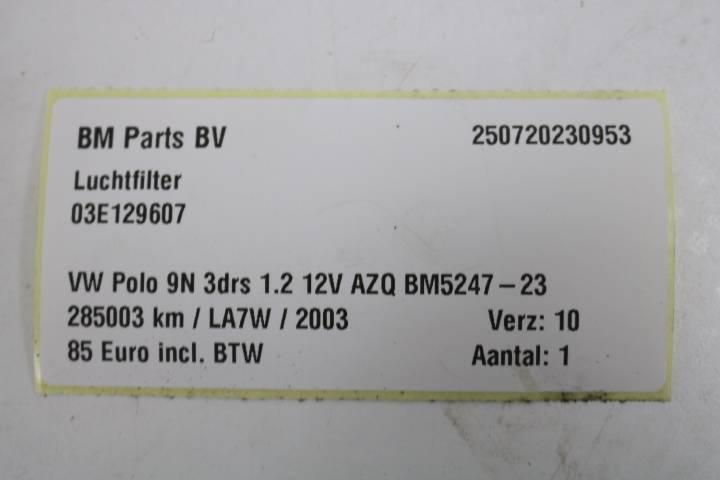 BM Parts BV 250720230953
Luchtfilter
03E129607
VW Polo 9N 3drs 1.2 12V AZQ BM5247-23
285003 km / LA7W / 2003 Verz: 10
85 Euro incl. BTW Aantal: 1